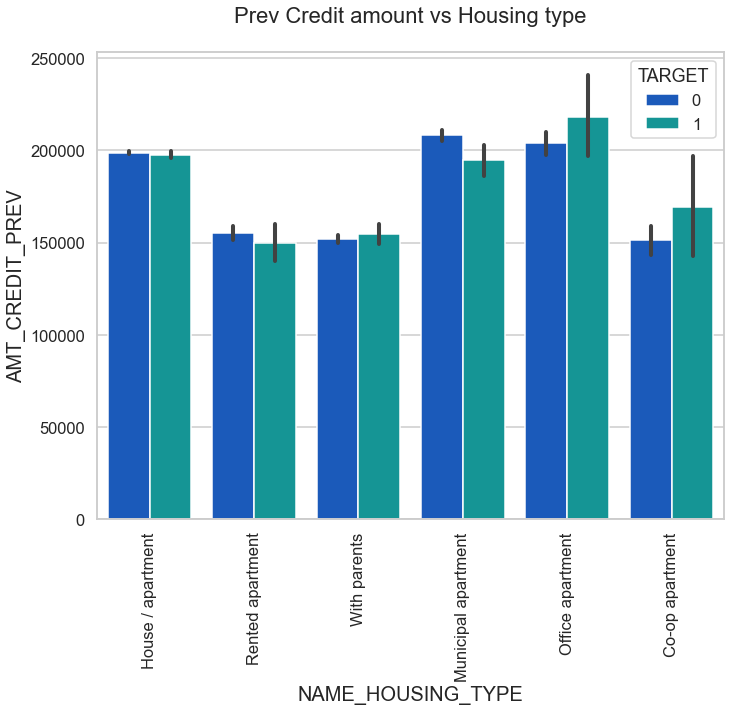 Prev Credit amount vs Housing type
250000
200000
150000
100000
50000
0
AMT_CREDIT_PREV
TARGET
0
1
House / apartment
Rented apartment
With parents
Municipal apartment
Office apartment
Co-op apartment
NAME_HOUSING_TYPE